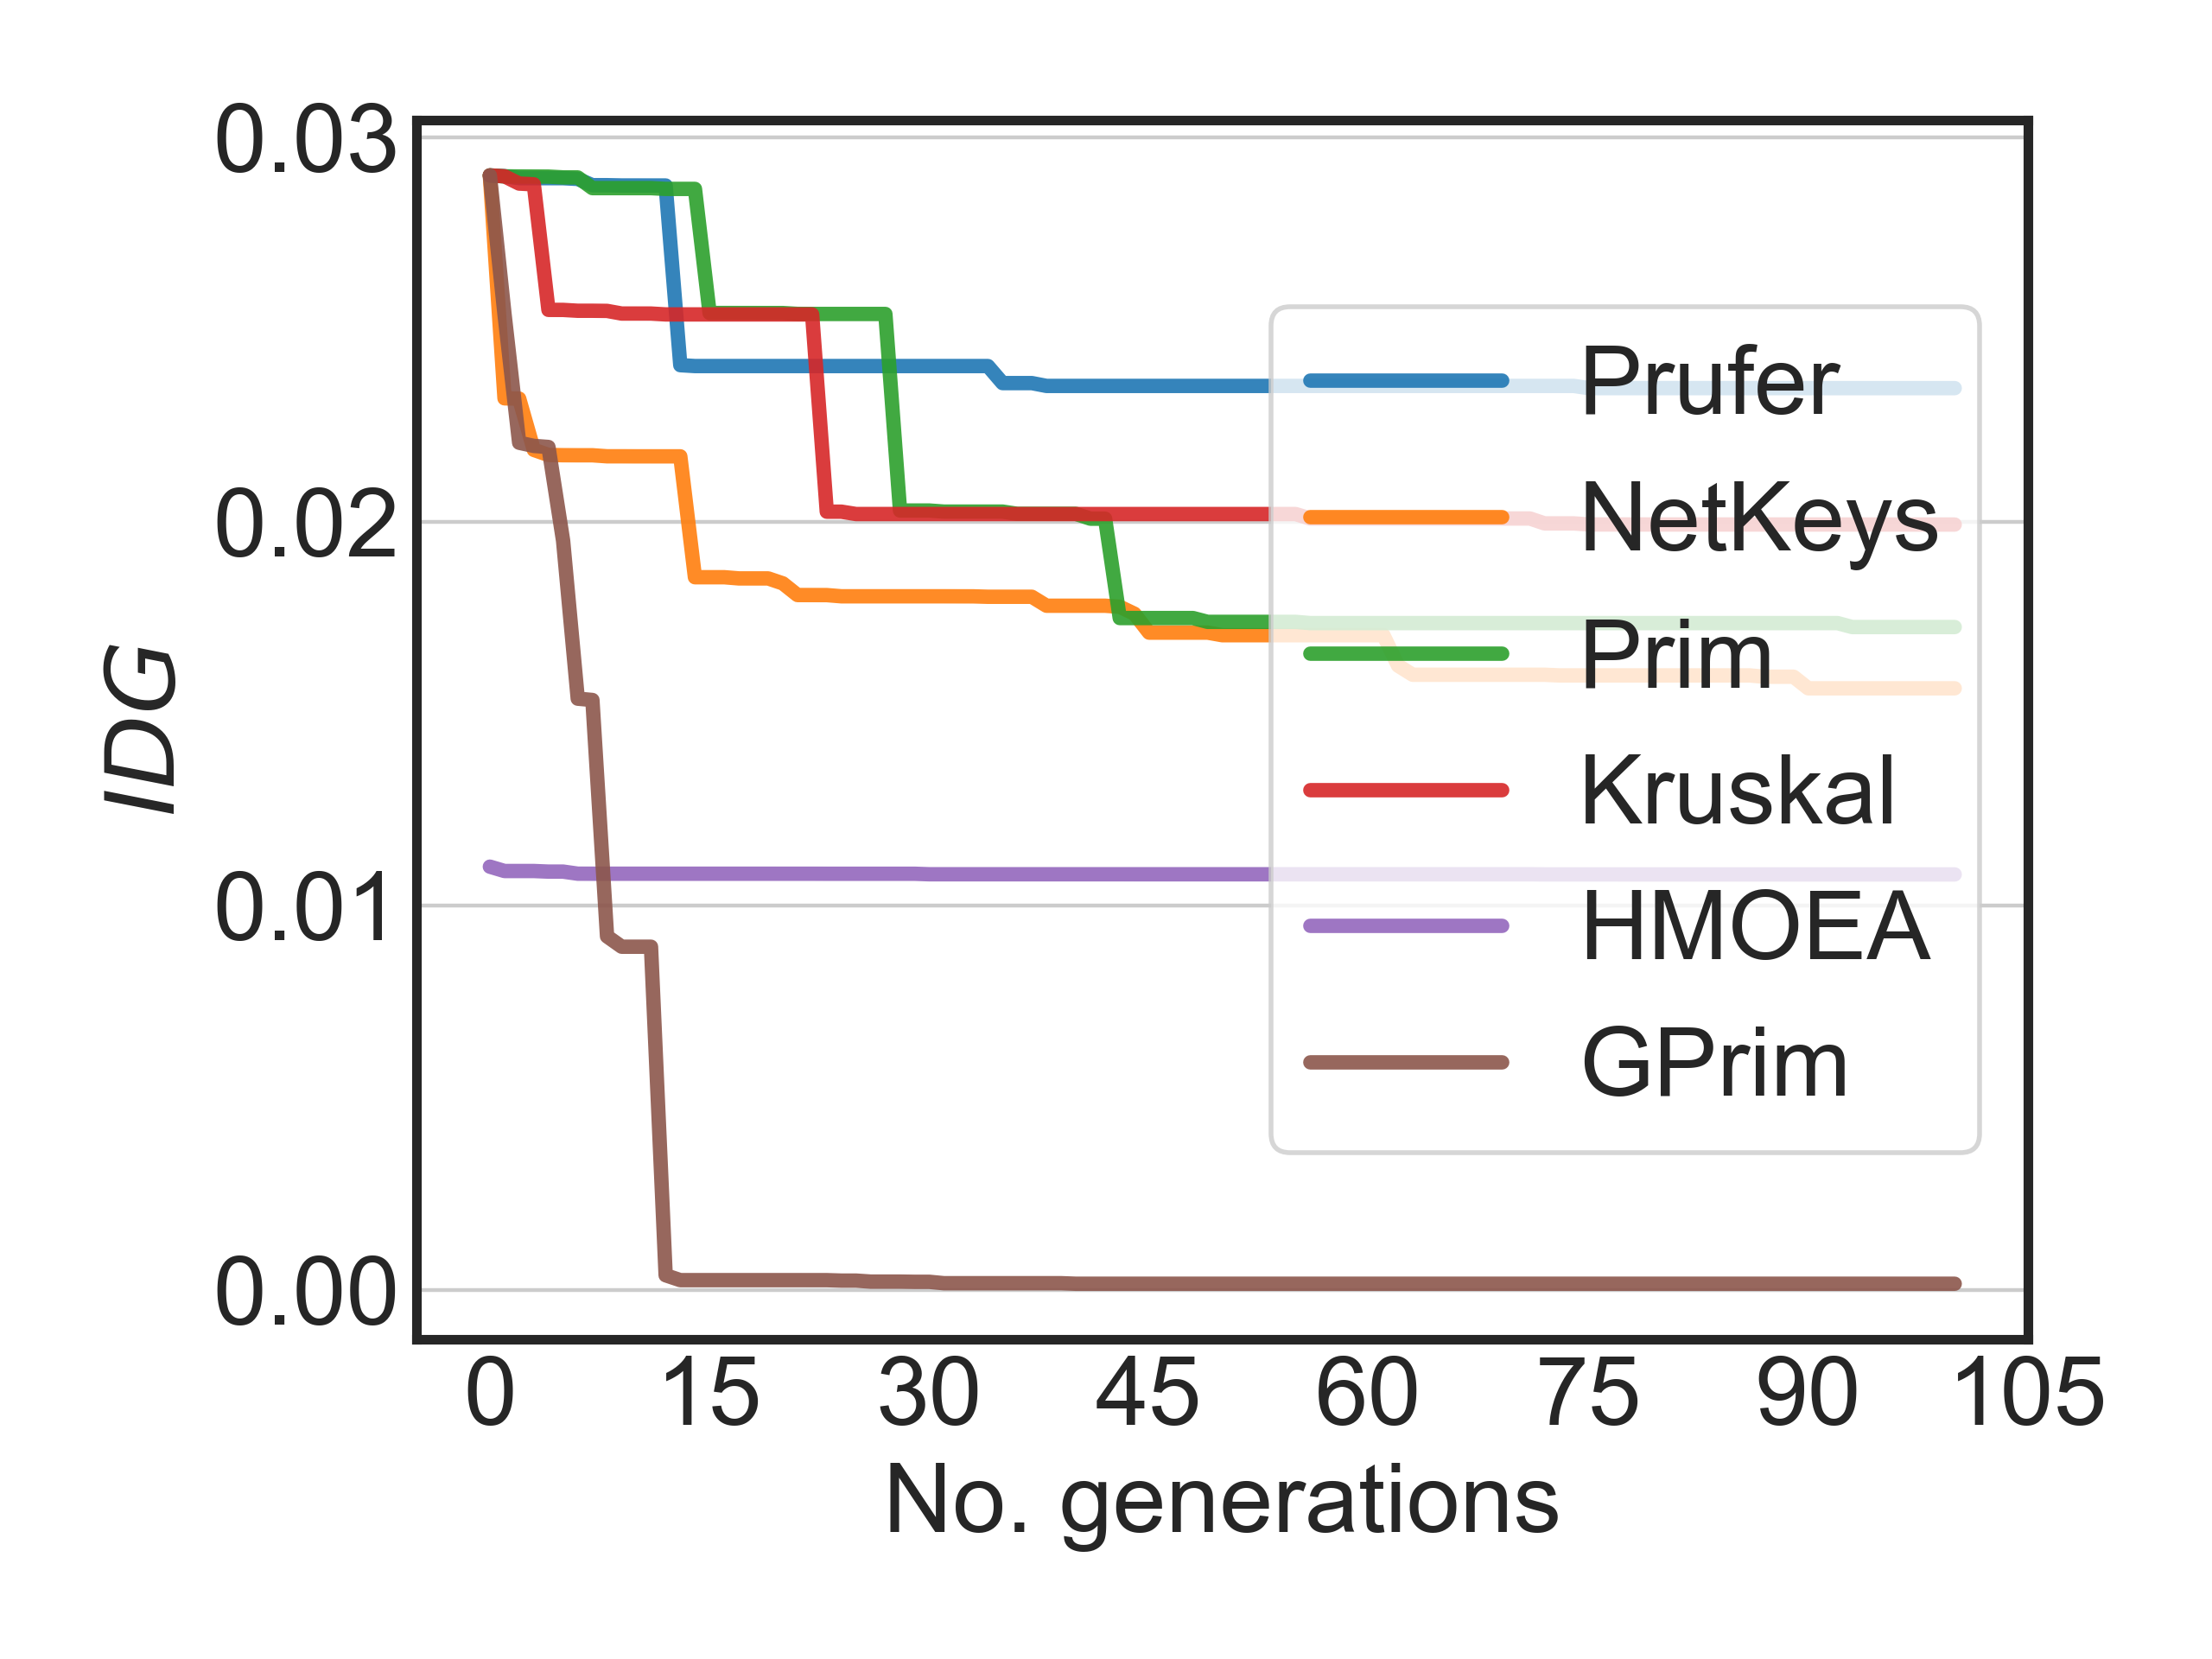 0.03
0.02
0.01
0.00
IDG
0 15 30 45 60 75 90 105
No. generations
Prufer
NetKeys
Prim
Kruskal
HMOEA
GPrim